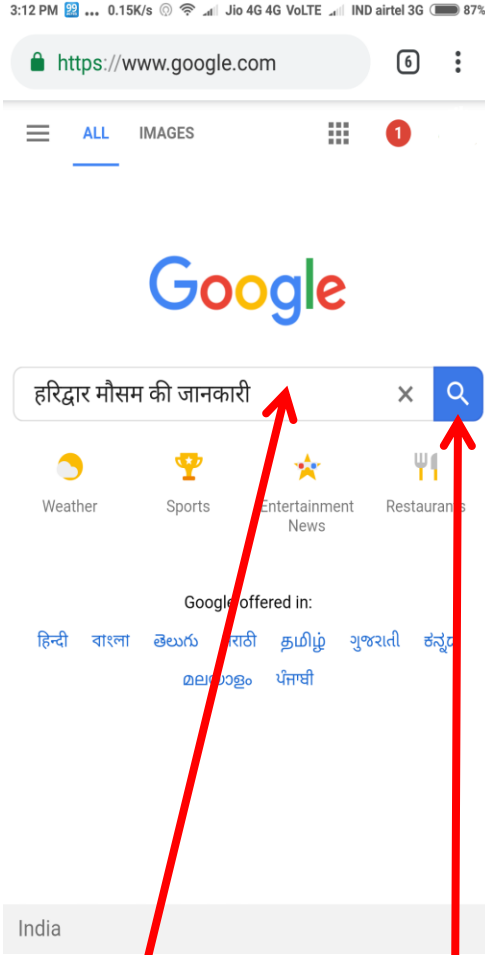 3:12 PM 99 ... 0.15K/s Jio 4G 4G VoLTE IND airtel 3G 87%
https://www.google.com 6
ALL IMAGES 1
Google
हरिद्वार मौसम की जानकारी
Weather Sports Entertainment News Restaurants
Google offered in:
हिन्दी বাংলা తెలుగు मराठी தமிழ் ગુજરાતી ಕನ್ನಡ
മലയാളം ਪੰਜਾਬੀ
India